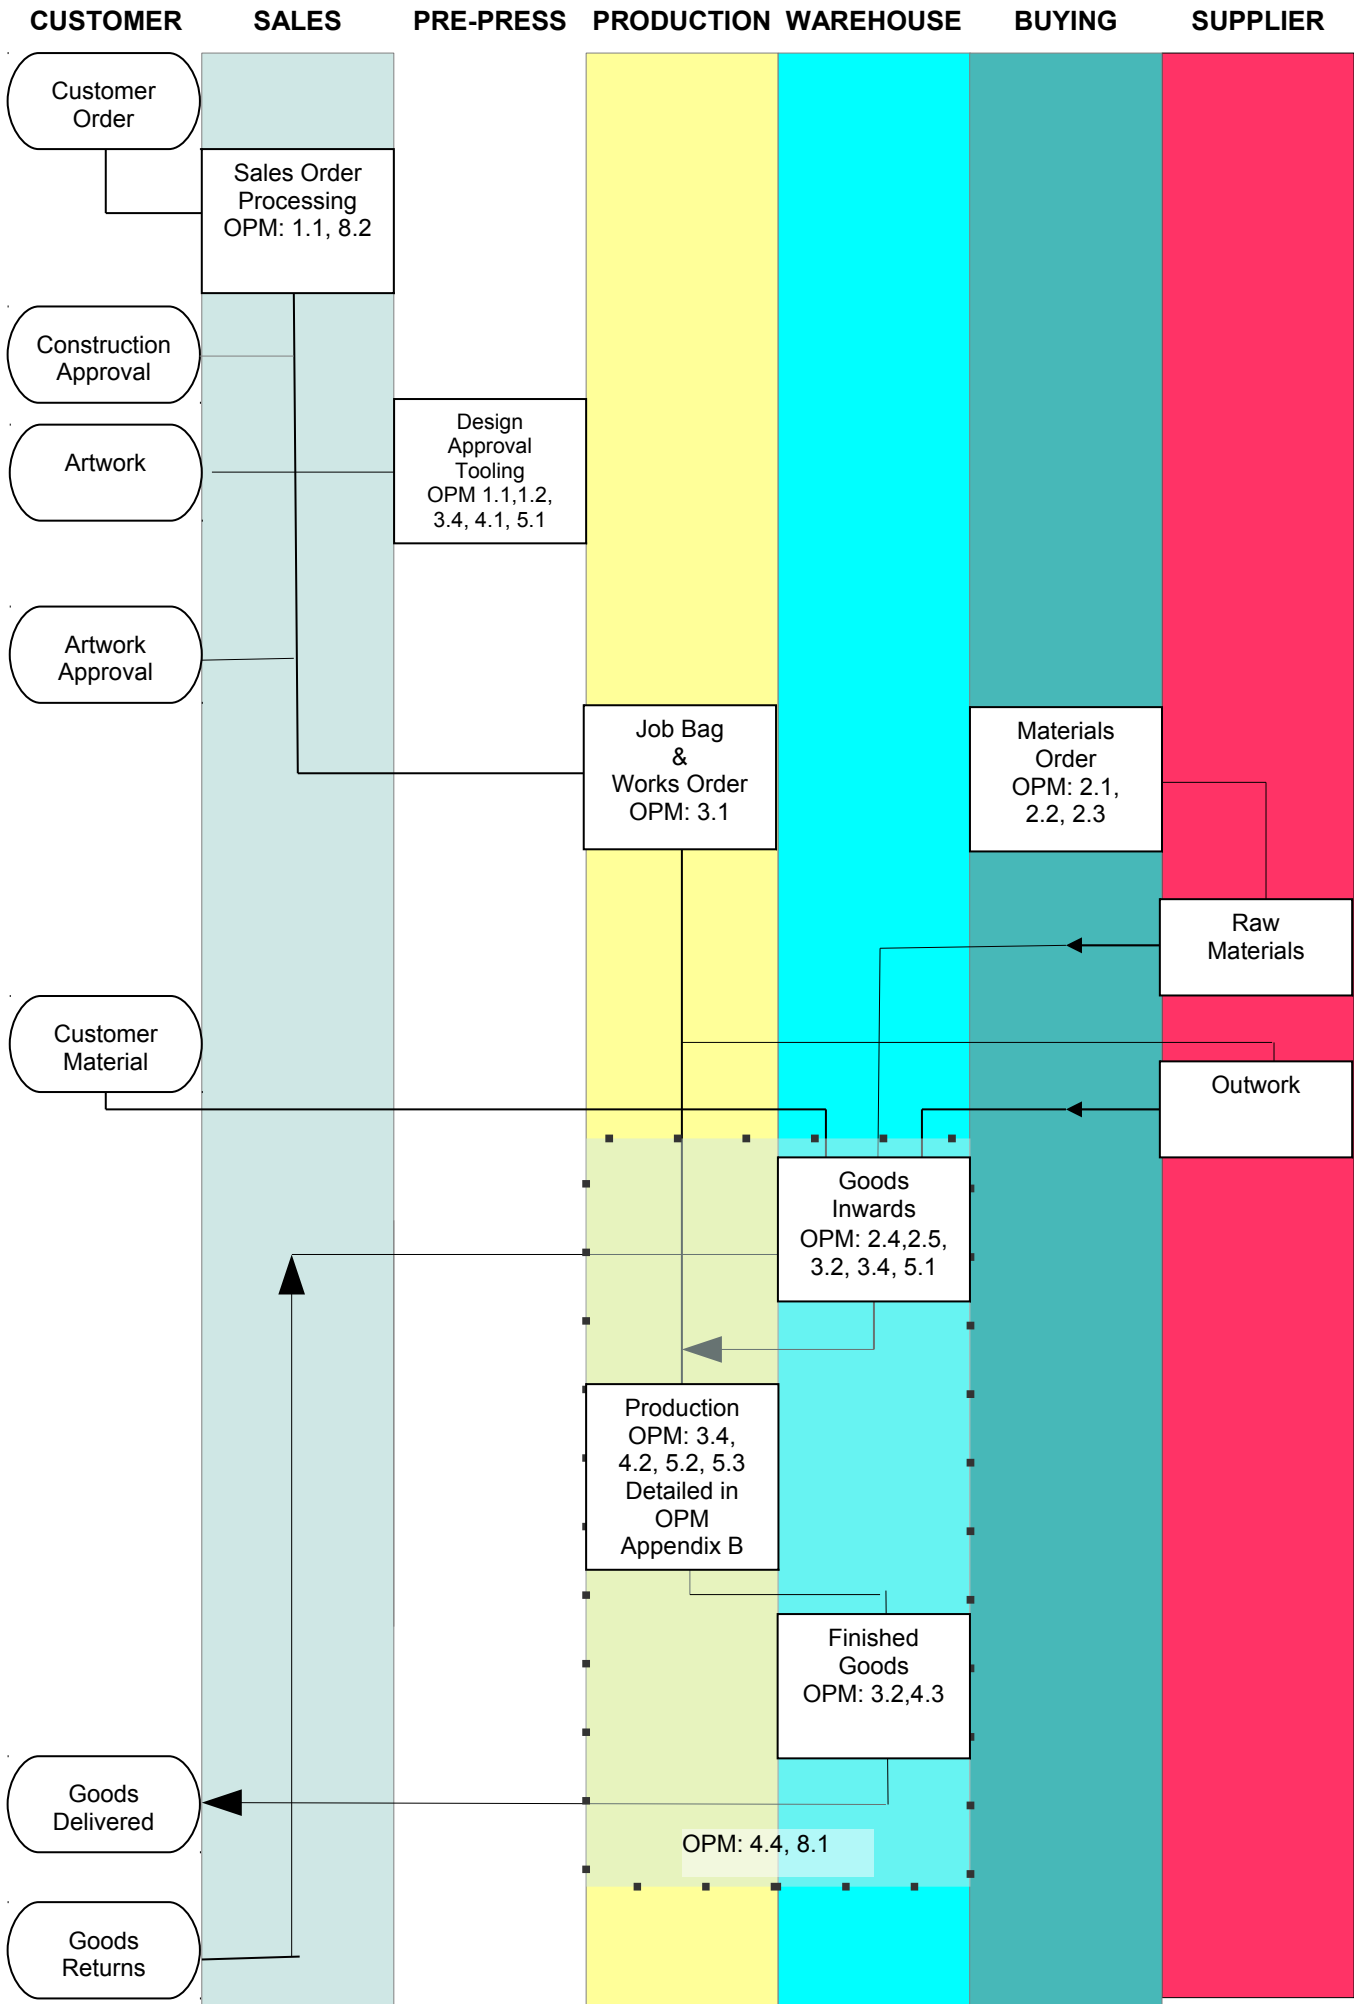 CUSTOMER SALES PRE-PRESS PRODUCTION WAREHOUSE BUYING SUPPLIER
Customer
Order
Sales Order
Processing
OPM: 1.1, 8.2
Construction
Approval
Design
Approval
Tooling
OPM 1.1,1.2,
3.4, 4.1, 5.1
Artwork
Artwork
Approval
Job Bag
&
Works Order
OPM: 3.1
Materials
Order
OPM: 2.1,
2.2, 2.3
Raw
Materials
Customer
Material
Outwork
Goods
Inwards
OPM: 2.4,2.5,
3.2, 3.4, 5.1
Production
OPM: 3.4,
4.2, 5.2, 5.3
Detailed in
OPM
Appendix B
Finished
Goods
OPM: 3.2,4.3
Goods
Delivered
OPM: 4.4, 8.1
Goods
Returns